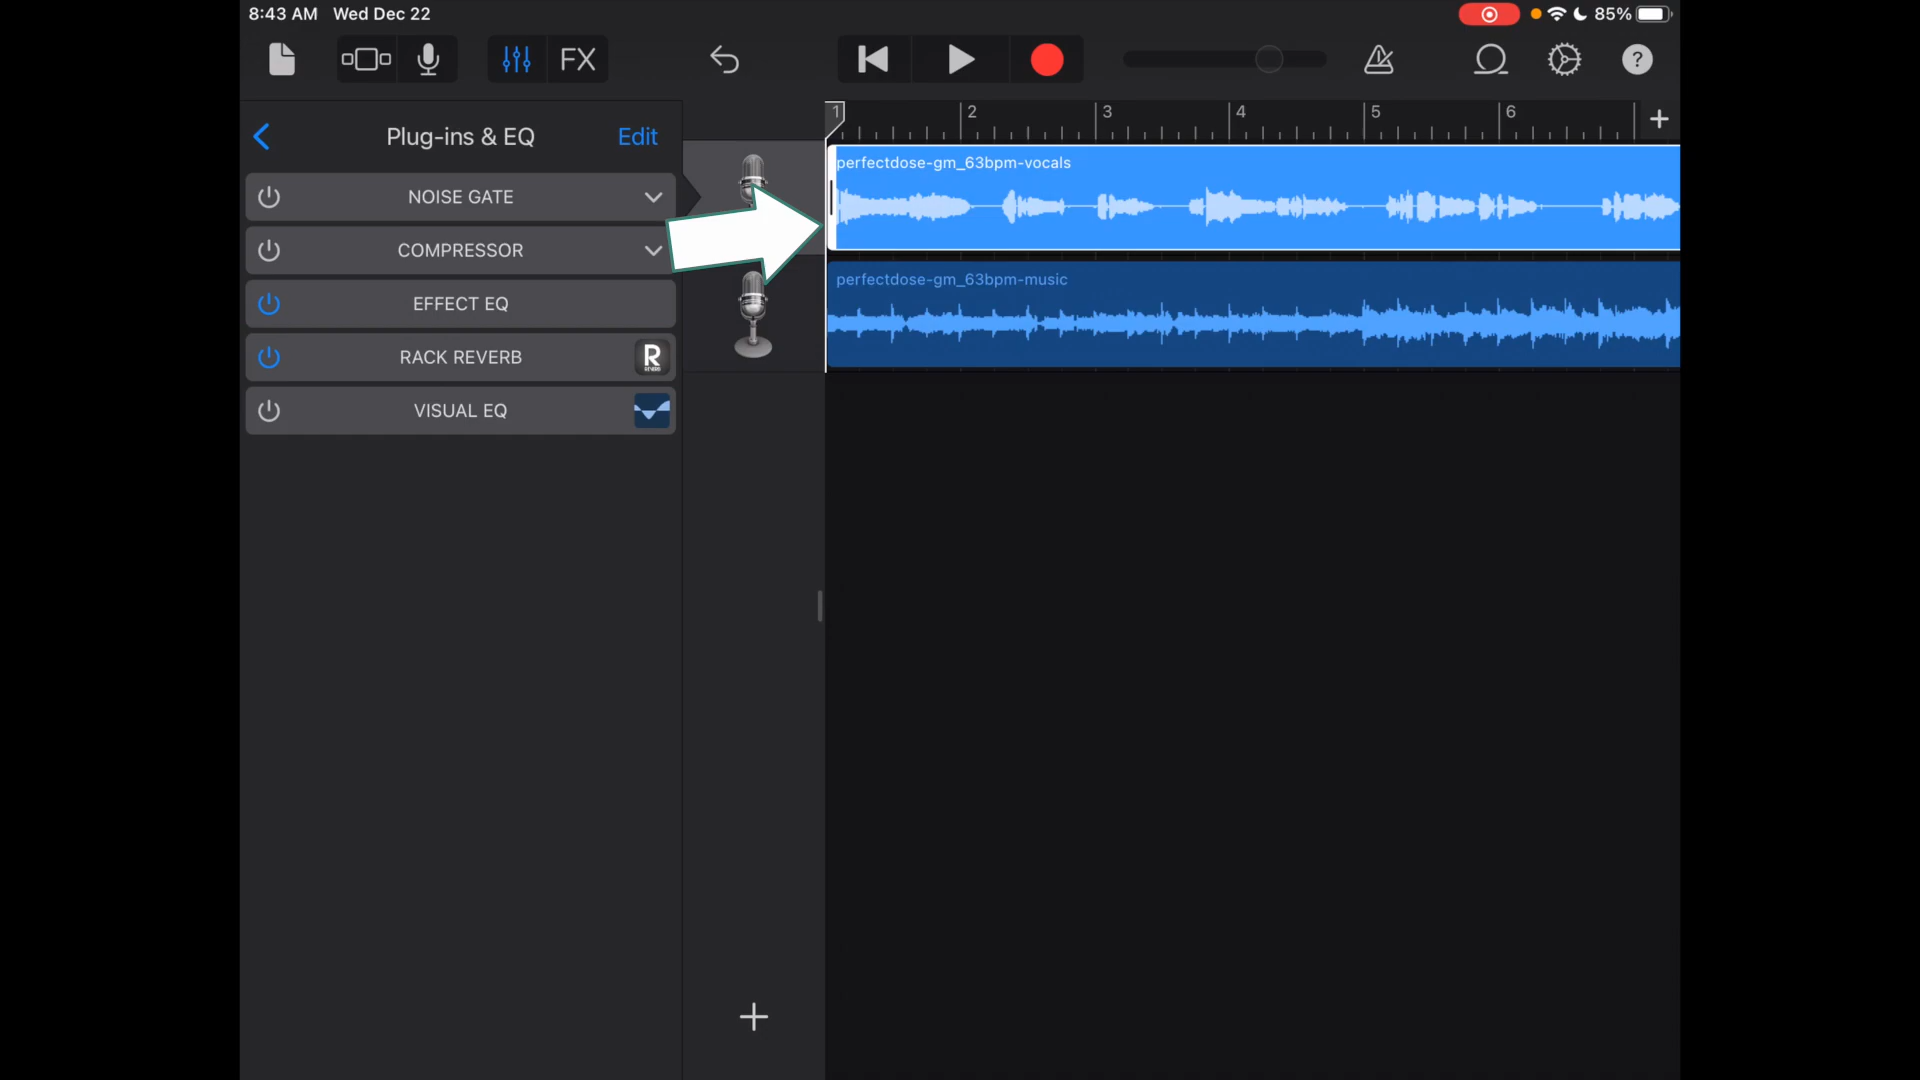 8:43 AM Wed Dec 22
85%
FX
?
Plug-ins & EQ
Edit
1 2 3 4 5 6
NOISE GATE
COMPRESSOR
EFFECT EQ
RACK REVERB
R
REVERB
VISUAL EQ
perfectdose-gm_63bpm-vocals
perfectdose-gm_63bpm-music